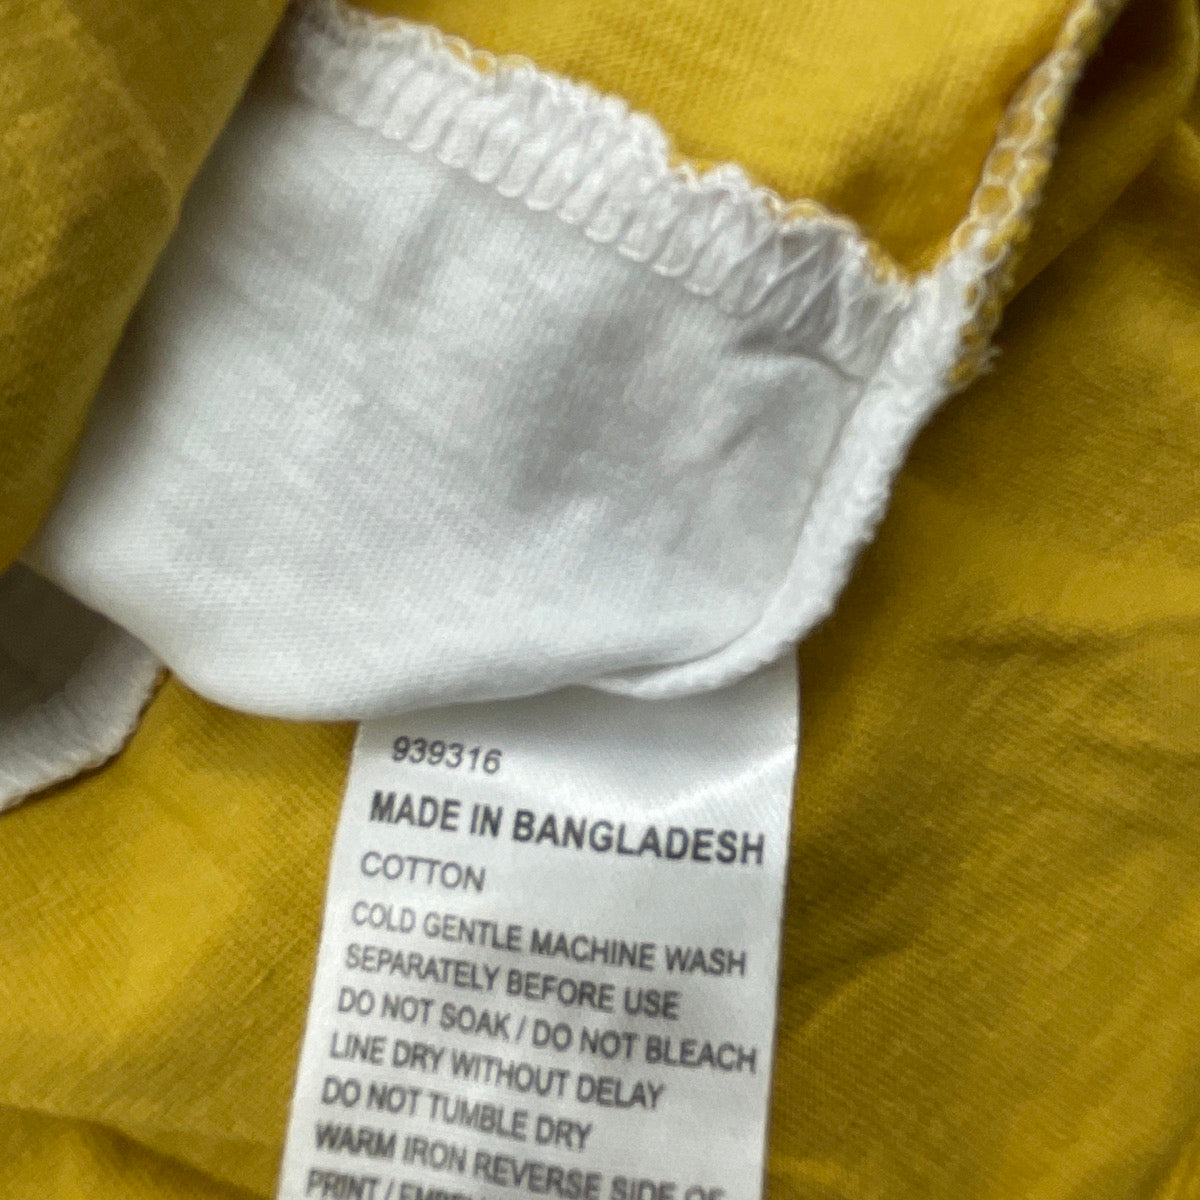 939316
MADE IN BANGLADESH
COTTON
COLD GENTLE MACHINE WASH
SEPARATELY BEFORE USE
DO NOT SOAK / DO NOT BLEACH
LINE DRY WITHOUT DELAY
DO NOT TUMBLE DRY
WARM IRON REVERSE SIDE OF
PRINT /